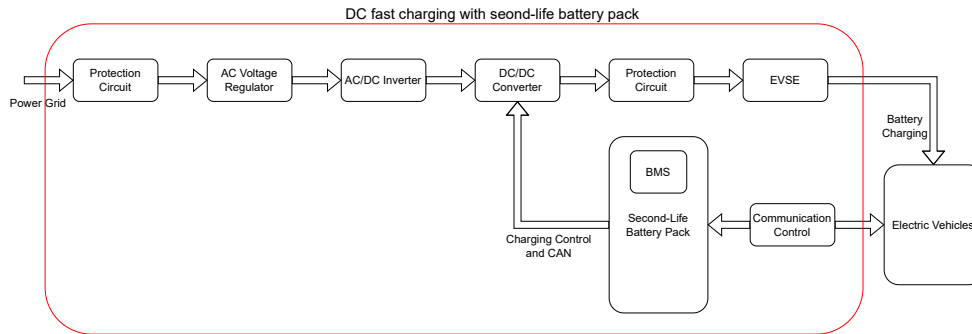 DC fast charging with seond-life battery pack
Power Grid
Protection
Circuit
AC Voltage
Regulator
AC/DC Inverter
DC/DC
Converter
Protection
Circuit
EVSE
Battery
Charging
BMS
Second-Life
Battery Pack
Charging Control
and CAN
Communication
Control
Electric Vehicles